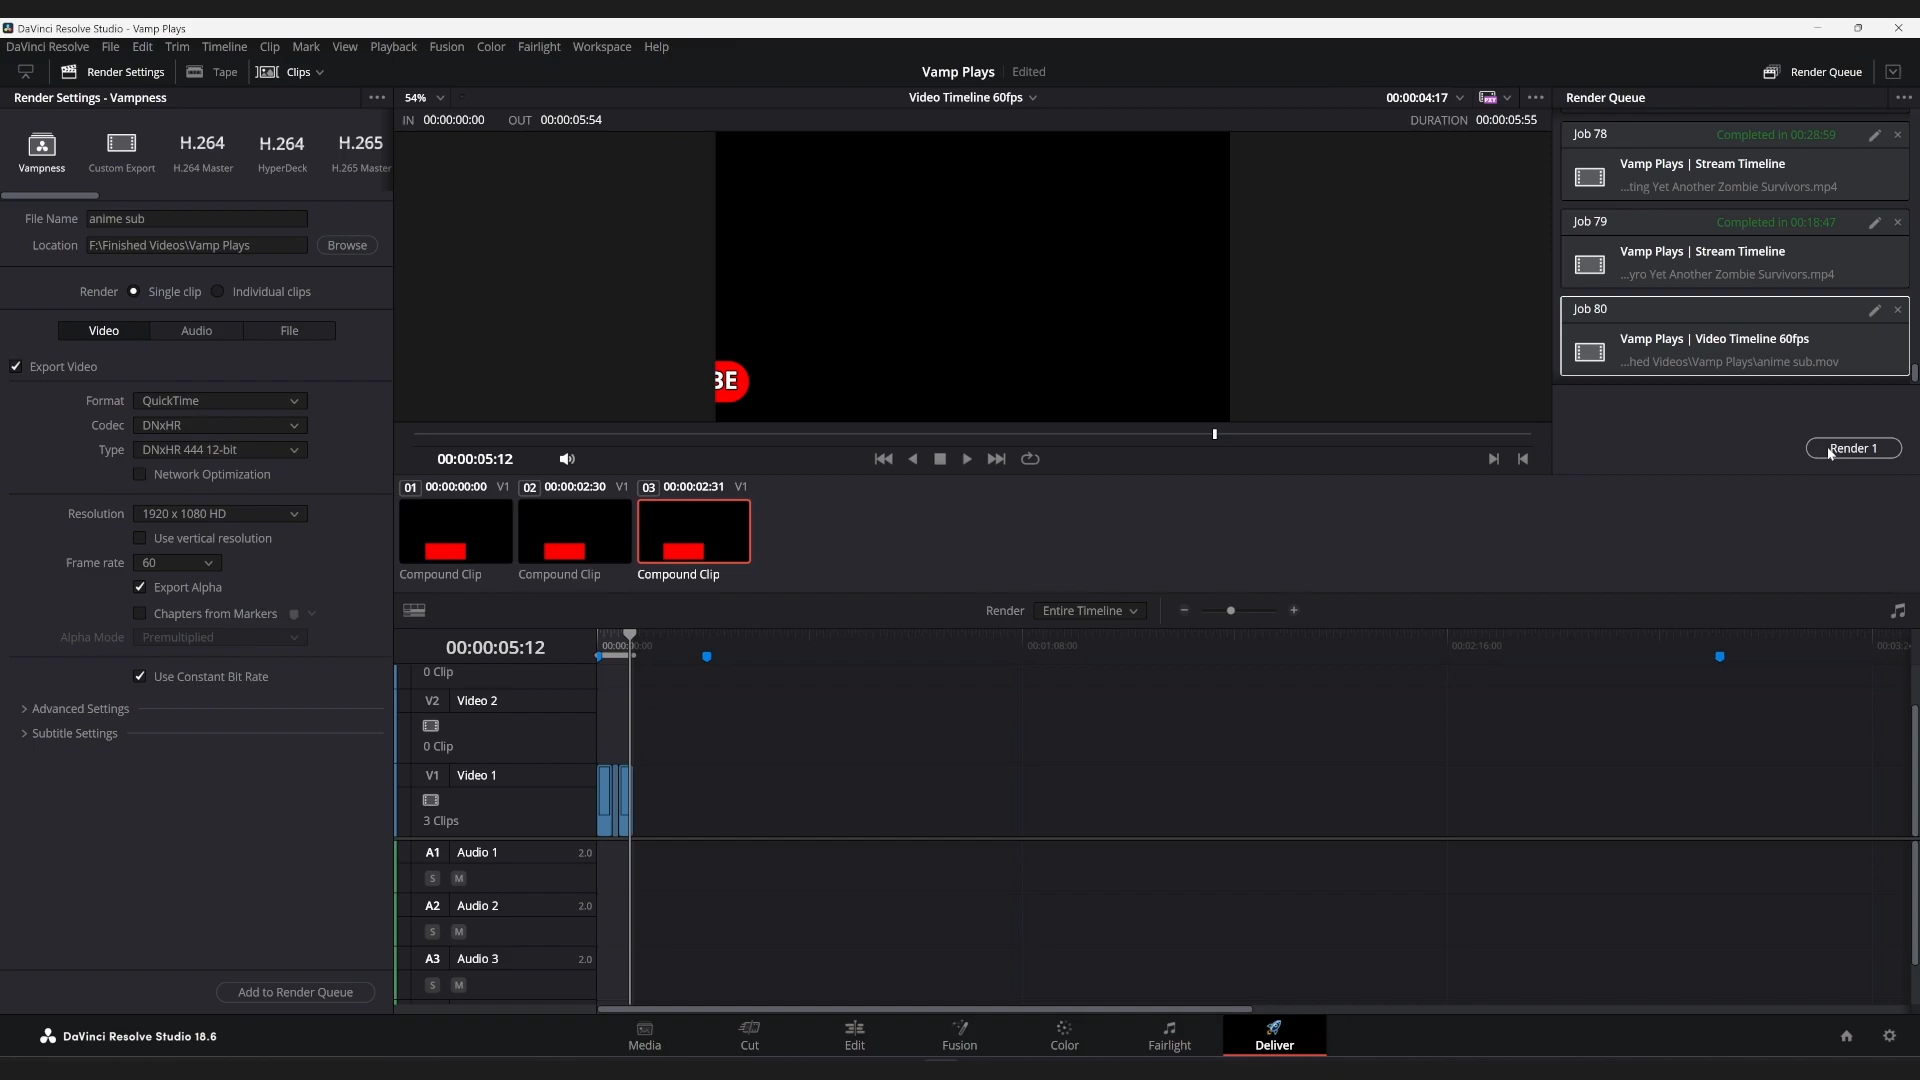 DaVinci Resolve Studio - Vamp Plays
DaVinci Resolve File Edit Trim Timeline Clip Mark View Playback Fusion Color Fairlight Workspace Help
Render Settings Tape Clips Vamp Plays Edited Render Queue
Render Settings - Vampness
54% Video Timeline 60fps 00:00:04:17
Render Queue
IN 00:00:00:00 OUT 00:00:05:54 DURATION 00:00:05:55
Vampness
Custom Export
H.264
H.264 Master
H.264
HyperDeck
H.265
H.265 Master
File Name anime sub
Location F:\Finished Videos\Vamp Plays Browse
Render Single clip Individual clips
Video Audio File
Export Video
Format QuickTime
Codec DNxHR
Type DNxHR 444 12-bit
Network Optimization
Resolution 1920 x 1080 HD
Use vertical resolution
Frame rate 60
Export Alpha
Chapters from Markers
Alpha Mode Premultiplied
Use Constant Bit Rate
Advanced Settings
Subtitle Settings
Add to Render Queue
BE
00:00:05:12
01 00:00:00:00 V1 02 00:00:02:30 V1 03 00:00:02:31 V1
Compound Clip Compound Clip Compound Clip
Render Entire Timeline
00:00:05:12
00:00:00:00 00:01:08:00 00:02:16:00
0 Clip
V2 Video 2
0 Clip
V1 Video 1
3 Clips
A1 Audio 1 2.0
S M
A2 Audio 2 2.0
S M
A3 Audio 3 2.0
S M
Job 78 Completed in 00:28:59
Vamp Plays | Stream Timeline
...ting Yet Another Zombie Survivors.mp4
Job 79 Completed in 00:18:47
Vamp Plays | Stream Timeline
...yro Yet Another Zombie Survivors.mp4
Job 80
Vamp Plays | Video Timeline 60fps
...hed Videos\Vamp Plays\anime sub.mov
Render 1
DaVinci Resolve Studio 18.6
Media Cut Edit Fusion Color Fairlight Deliver